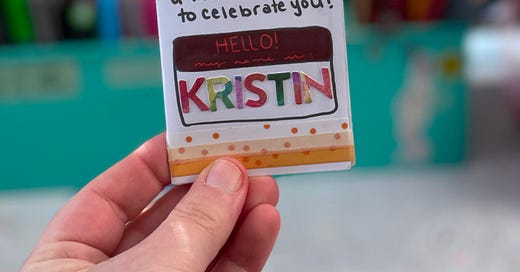 to celebrate you!
HELLO!
my name is
KRISTIN